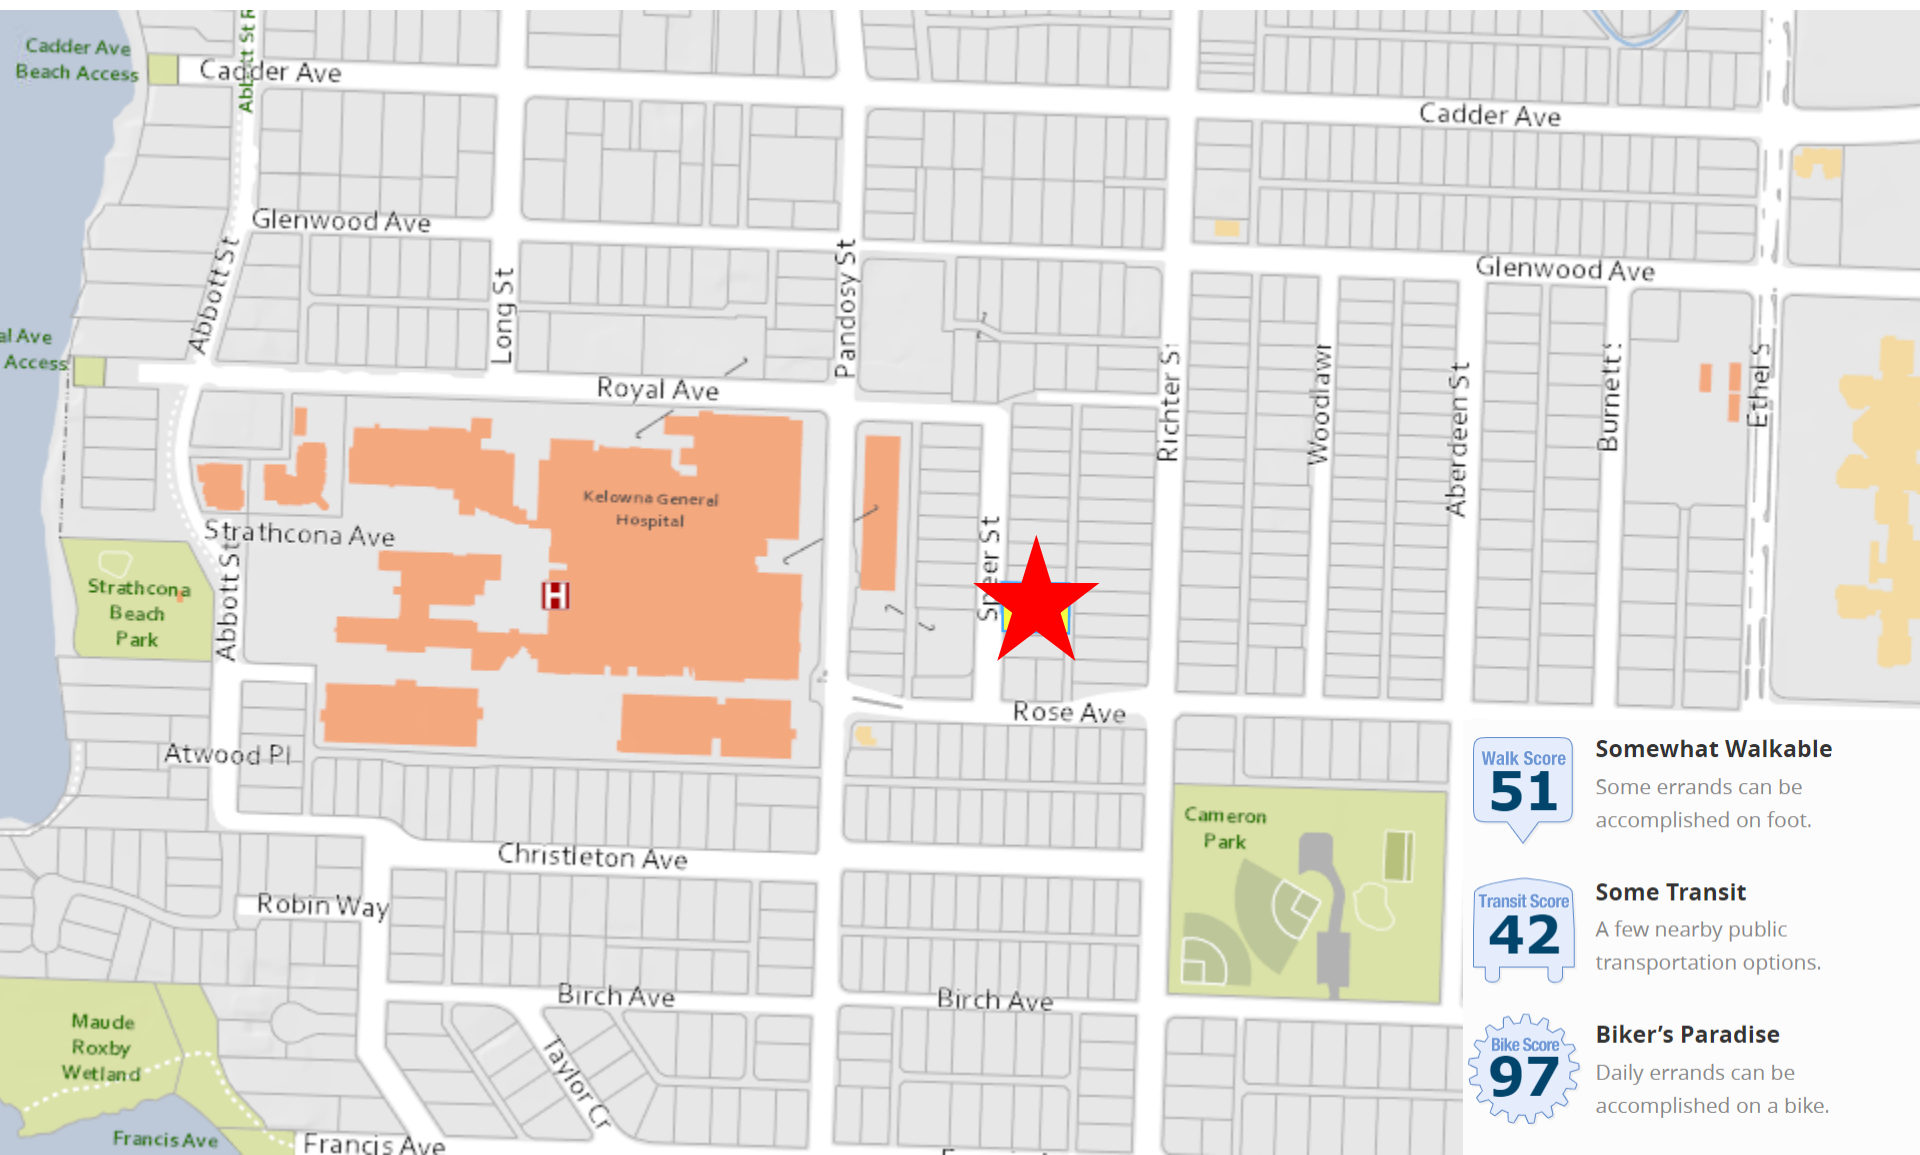 Cadder Ave
Beach Access
Abbott St R
Cadder Ave
Cadder Ave
Glenwood Ave
Glenwood Ave
Abbott St
Long St
Pandosy St
al Ave
Access
Royal Ave
Richter St
Woodlawn
Aberdeen St
Burnett S
Ethel S
Kelowna General
Hospital
Strathcona Ave
H
Speer St
Strathcona
Beach
Park
Abbott St
Rose Ave
Atwood Pl
Walk Score
51
Somewhat Walkable
Some errands can be
accomplished on foot.
Cameron
Park
Christleton Ave
Robin Way
Transit Score
42
Some Transit
A few nearby public
transportation options.
Birch Ave
Birch Ave
Maude
Roxby
Wetland
Taylor Cr
Bike Score
97
Biker's Paradise
Daily errands can be
accomplished on a bike.
Francis Ave
Francis Ave